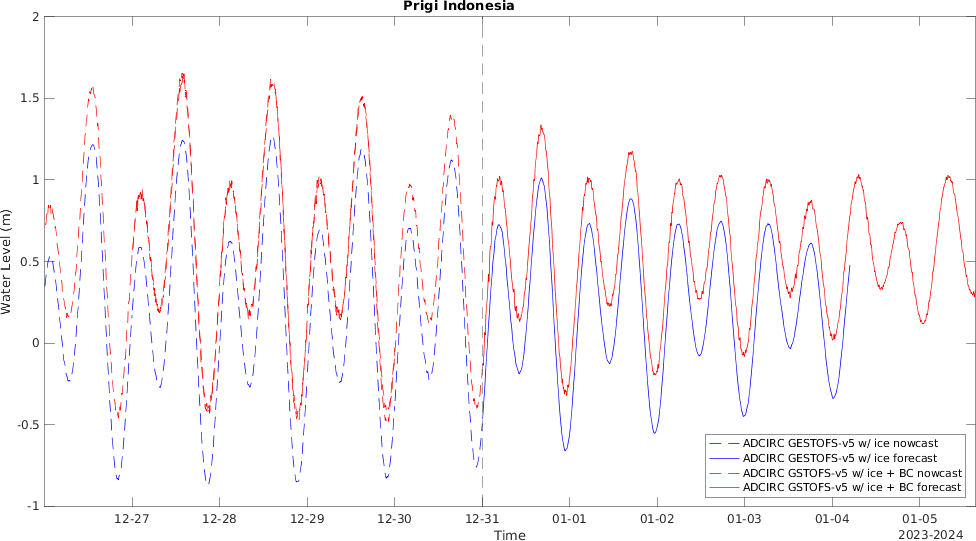 Prigi Indonesia
2
1.5
1
0.5
0
-0.5
-1
Water Level (m)
12-27
12-28
12-29
12-30
12-31
01-01
01-02
01-03
01-04
01-05
Time
2023-2024
ADCIRC GESTOFS-v5 w/ ice nowcast
ADCIRC GESTOFS-v5 w/ ice forecast
ADCIRC GSTOFS-v5 w/ ice + BC nowcast
ADCIRC GSTOFS-v5 w/ ice + BC forecast